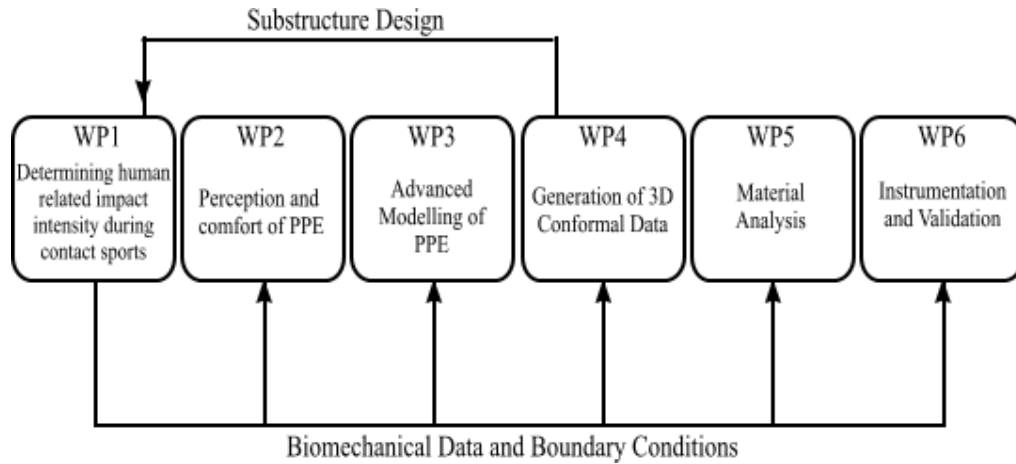 Substructure Design
WP1
Determining human
related impact
intensity during
contact sports
WP2
Perception and
comfort of PPE
WP3
Advanced
Modelling of
PPE
WP4
Generation of 3D
Conformal Data
WP5
Material
Analysis
WP6
Instrumentation
and Validation
Biomechanical Data and Boundary Conditions